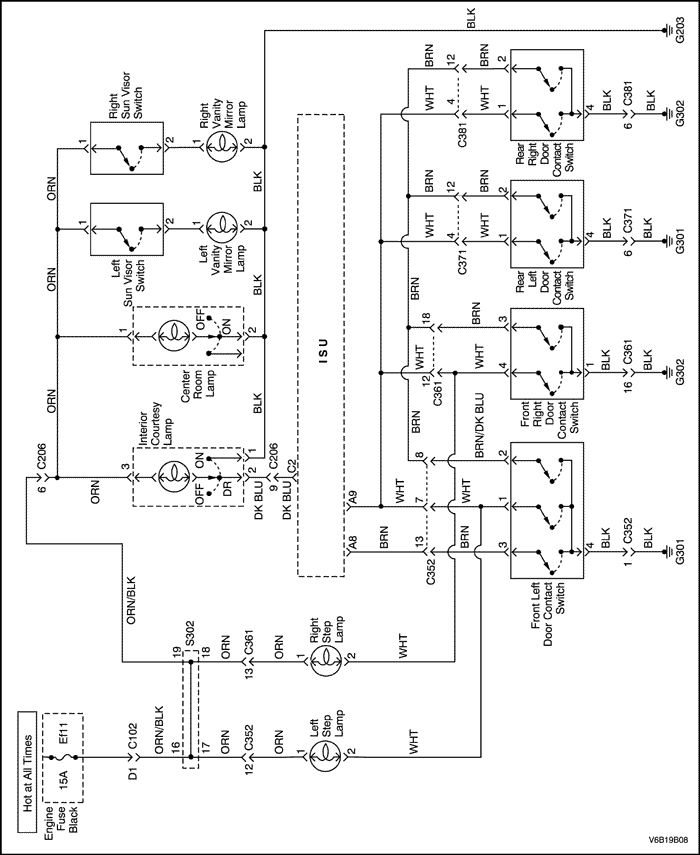 Hot at All Times
Engine
Fuse
Black
15A
Ef11
D1
C102
ORN/BLK
16
19
S302
17
18
ORN/BLK
ORN
ORN
12
C352
13
C361
ORN
ORN
1
Left
Step
Lamp
2
1
Right
Step
Lamp
2
WHT
WHT
6
C206
ORN
ORN
ORN
ORN
3
Interior
Courtesy
Lamp
OFF
ON
DR
2
1
DK BLU
9
C206
DK BLU
C2
1
Center
Room
Lamp
OFF
ON
2
BLK
1
Left
Sun Visor
Switch
2
1
Left
Vanity
Mirror
Lamp
2
BLK
1
Right
Sun Visor
Switch
2
1
Right
Vanity
Mirror
Lamp
2
BLK
BLK
G203
ISU
A8
A9
BRN
WHT
13
7
8
C352
BRN
WHT
BRN/DK BLU
3
1
2
Front Left
Door Contact
Switch
4
BLK
1
C352
BLK
G301
12
18
C361
WHT
BRN
WHT
BRN
4
3
Front
Right
Door
Contact
Switch
1
BLK
16
C361
BLK
G302
BRN
WHT
BRN
4
12
C371
WHT
BRN
1
2
Rear
Left
Door
Contact
Switch
4
BLK
6
C371
BLK
G301
WHT
BRN
4
12
C381
WHT
BRN
1
2
Rear
Right
Door
Contact
Switch
4
BLK
6
C381
BLK
G302
V6B19B08